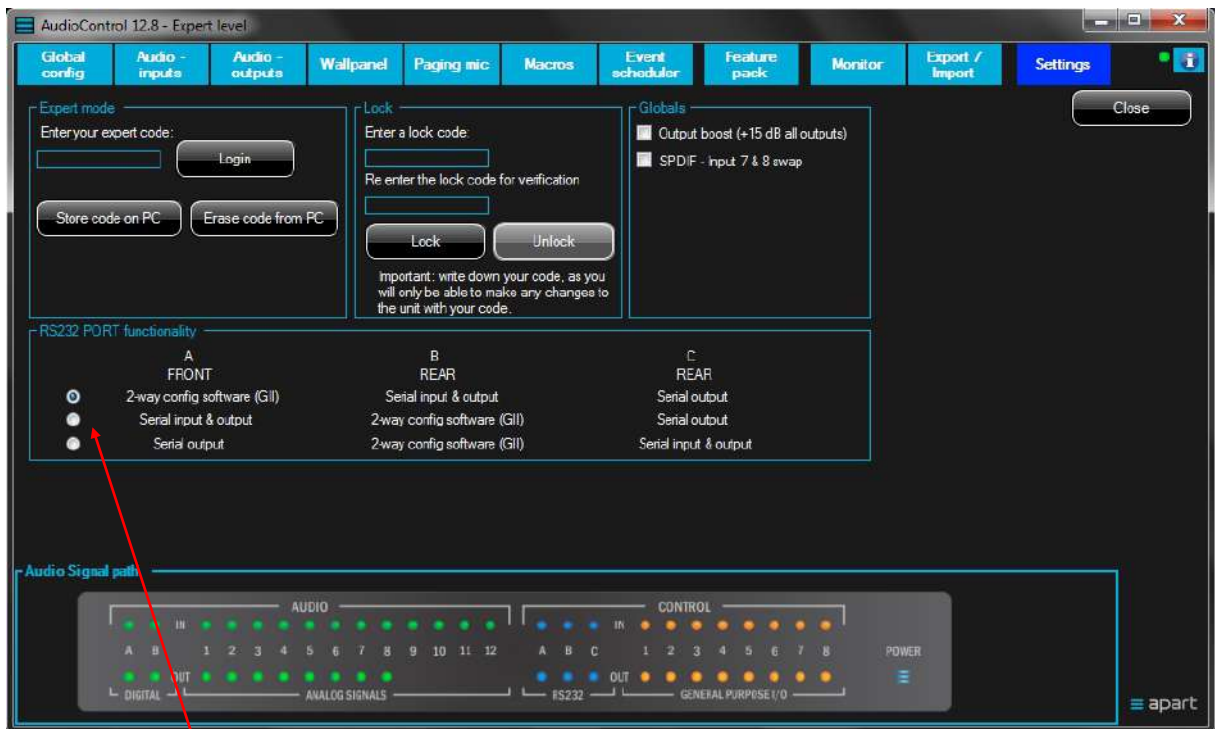 AudioControl 12.8 - Expert level
Global config
Audio - inputs
Audio - outputs
Wallpanel
Paging mic
Macros
Event scheduler
Feature pack
Monitor
Export / Import
Settings
Close
Expert mode
Enter your expert code:
Login
Store code on PC
Erase code from PC
Lock
Enter a lock code:
Re enter the lock code for verification
Lock
Unlock
Important: write down your code, as you
will only be able to make any changes to
the unit with your code.
Globals
Output boost (+15 dB all outputs)
SPDIF - input 7 & 8 swap
RS232 PORT functionality
A B C
FRONT REAR REAR
2-way config software (GII) Serial input & output Serial output
Serial input & output 2-way config software (GII) Serial output
Serial output 2-way config software (GII) Serial input & output
Audio Signal path
AUDIO CONTROL
IN IN
A B 1 2 3 4 5 6 7 8 9 10 11 12 A B C 1 2 3 4 5 6 7 8 POWER
OUT OUT
DIGITAL ANALOG SIGNALS RS232 GENERAL PURPOSE I/O
apart